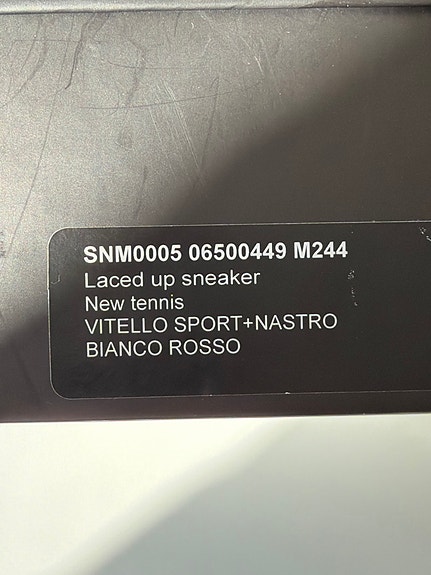 SNM0005 06500449 M244
Laced up sneaker
New tennis
VITELLO SPORT+NASTRO
BIANCO ROSSO